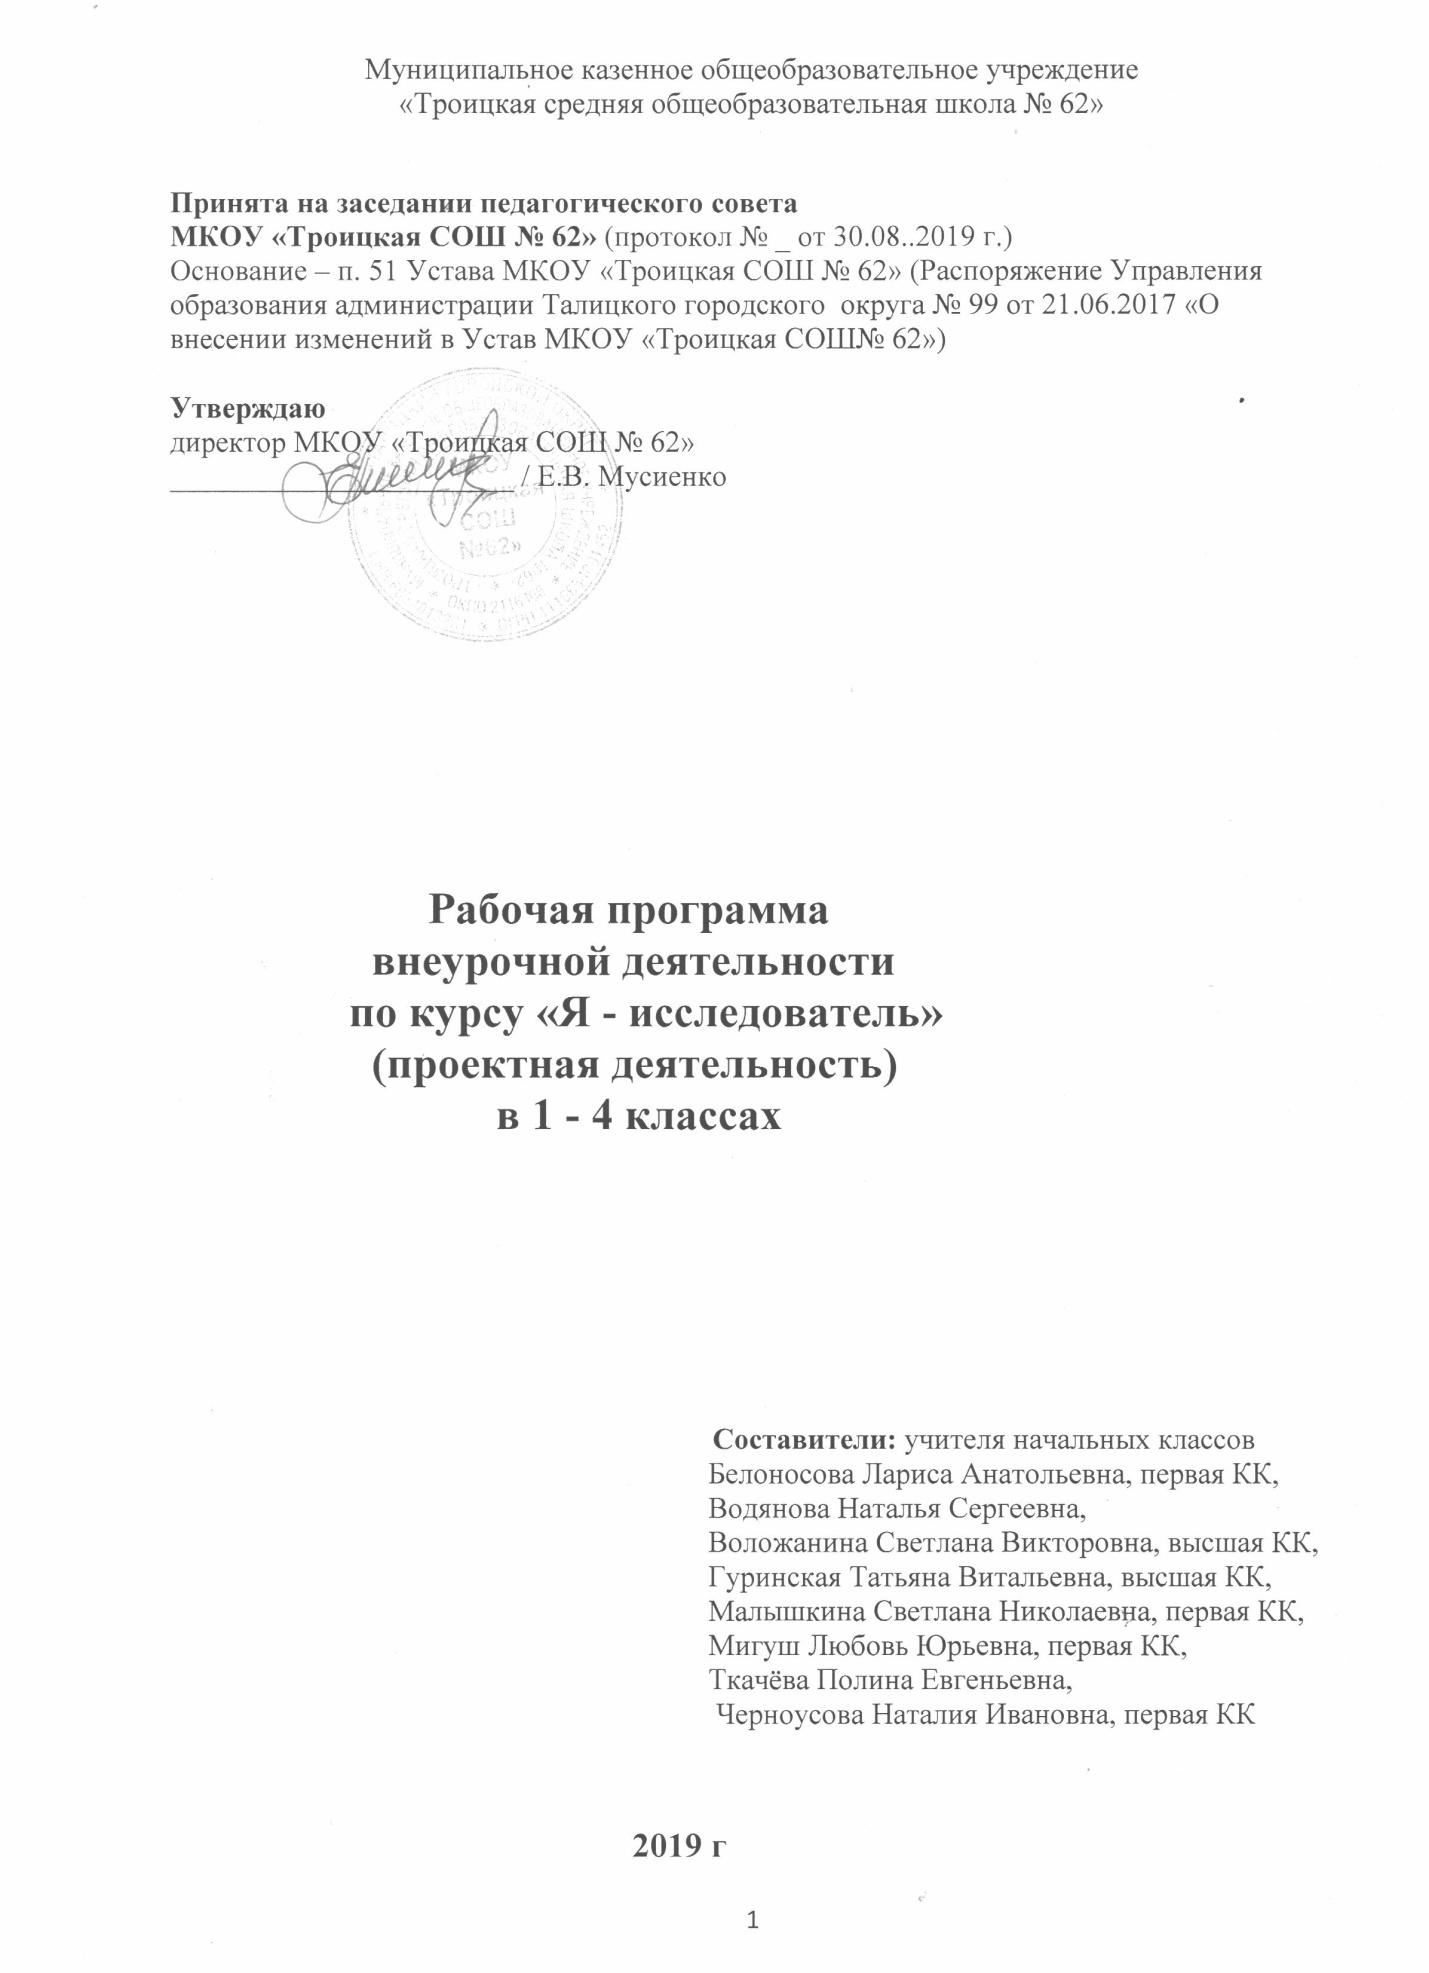 Муниципальное казенное общеобразовательное учреждение
«Троицкая средняя общеобразовательная школа № 62»
Принята на заседании педагогического совета
МКОУ «Троицкая СОШ № 62» (протокол № _ от 30.08..2019 г.)
Основание – п. 51 Устава МКОУ «Троицкая СОШ № 62» (Распоряжение Управления
образования администрации Талицкого городского округа № 99 от 21.06.2017 «О
внесении изменений в Устав МКОУ «Троицкая СОШ№ 62»)
Утверждаю
директор МКОУ «Троицкая СОШ № 62»
______________________ / Е.В. Мусиенко
МКОУ
«Троицкая
СОШ
№62»
Рабочая программа
внеурочной деятельности
по курсу «Я - исследователь»
(проектная деятельность)
в 1 - 4 классах
Составители: учителя начальных классов
Белоносова Лариса Анатольевна, первая КК,
Водянова Наталья Сергеевна,
Воложанина Светлана Викторовна, высшая КК,
Гуринская Татьяна Витальевна, высшая КК,
Малышкина Светлана Николаевна, первая КК,
Мигуш Любовь Юрьевна, первая КК,
Ткачёва Полина Евгеньевна,
Черноусова Наталия Ивановна, первая КК
2019 г
1